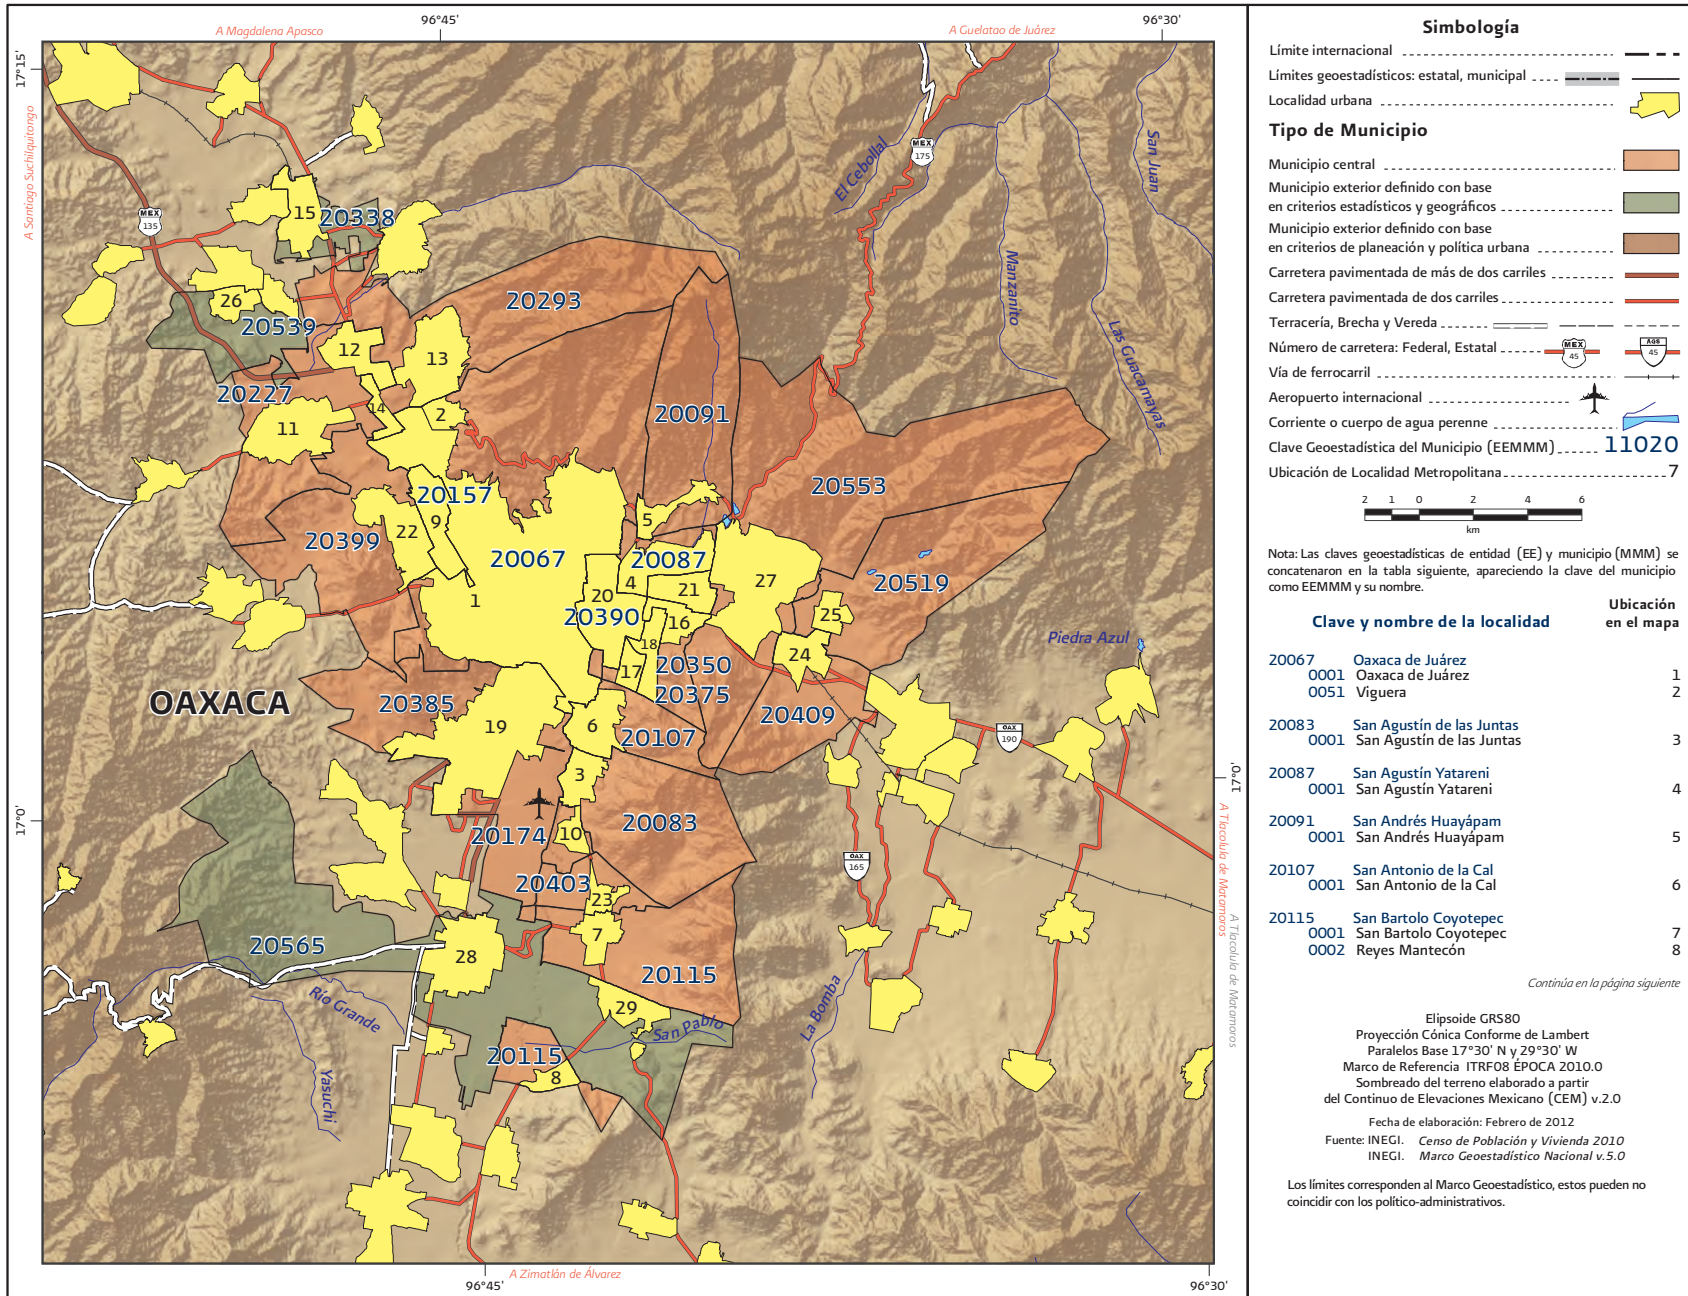 96°45'
96°30'
A Magdalena Apasco
A Guelatao de Juárez
17°15'
A Santiago Suchilquitongo
MEX
135
MEX
175
El Cebollal
San Juan
Manzanito
Las Guacamayas
15
20338
26
20539
20293
12
13
20227
14
2
11
20091
20157
20553
5
9
22
20399
20067
20087
27
20519
4
21
20
1
20390
16
25
18
Piedra Azul
24
17
20350
OAXACA
20385
20375
19
6
20409
20107
OAX
190
3
17°0'
17°0'
20174
10
20083
OAX
165
A Tlacolula de Matamoros
A Tlacolula de Matamoros
20403
23
7
20565
28
20115
Río Grande
29
San Pablo
La Bomba
20115
8
Yasuchi
A Zimatlán de Álvarez
96°45'
96°30'
Simbología
Límite internacional
Límites geoestadísticos: estatal, municipal
Localidad urbana
Tipo de Municipio
Municipio central
Municipio exterior definido con base
en criterios estadísticos y geográficos
Municipio exterior definido con base
en criterios de planeación y política urbana
Carretera pavimentada de más de dos carriles
Carretera pavimentada de dos carriles
Terracería, Brecha y Vereda
Número de carretera: Federal, Estatal MEX 45 AGS 45
Vía de ferrocarril
Aeropuerto internacional
Corriente o cuerpo de agua perenne
Clave Geoestadística del Municipio (EEMMM) 11020
Ubicación de Localidad Metropolitana 7
2 1 0 2 4 6
km
Nota: Las claves geoestadísticas de entidad (EE) y municipio (MMM) se
concatenaron en la tabla siguiente, apareciendo la clave del municipio
como EEMMM y su nombre.
Ubicación
Clave y nombre de la localidad en el mapa
20067 Oaxaca de Juárez
0001 Oaxaca de Juárez 1
0051 Viguera 2
20083 San Agustín de las Juntas
0001 San Agustín de las Juntas 3
20087 San Agustín Yatareni
0001 San Agustín Yatareni 4
20091 San Andrés Huayápam
0001 San Andrés Huayápam 5
20107 San Antonio de la Cal
0001 San Antonio de la Cal 6
20115 San Bartolo Coyotepec
0001 San Bartolo Coyotepec 7
0002 Reyes Mantecón 8
Continúa en la página siguiente
Elipsoide GRS80
Proyección Cónica Conforme de Lambert
Paralelos Base 17°30' N y 29°30' W
Marco de Referencia ITRF08 ÉPOCA 2010.0
Sombreado del terreno elaborado a partir
del Continuo de Elevaciones Mexicano (CEM) v.2.0
Fecha de elaboración: Febrero de 2012
Fuente: INEGI. Censo de Población y Vivienda 2010
INEGI. Marco Geoestadístico Nacional v.5.0
Los límites corresponden al Marco Geoestadístico, estos pueden no
coincidir con los político-administrativos.